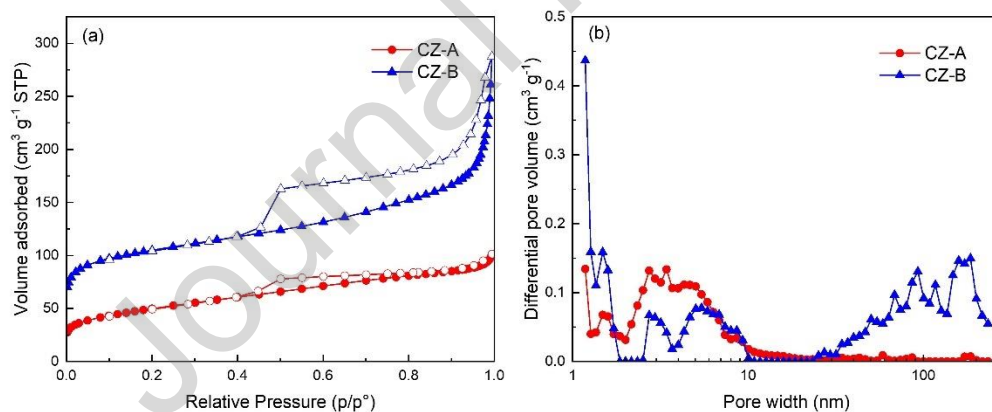 (a)
CZ-A
CZ-B
Volume adsorbed (cm³ g⁻¹ STP)
300
250
200
150
100
50
0
0.0 0.2 0.4 0.6 0.8 1.0
Relative Pressure (p/p°)
(b)
CZ-A
CZ-B
Differential pore volume (cm³ g⁻¹)
0.5
0.4
0.3
0.2
0.1
0.0
1 10 100
Pore width (nm)
Journal